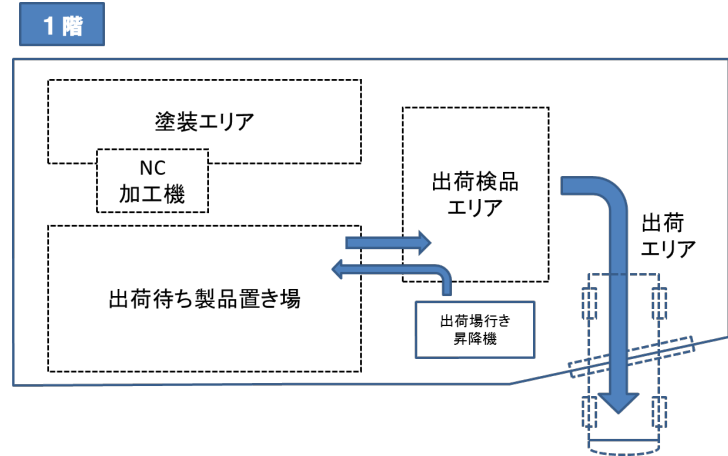 1階
塗装エリア
NC
加工機
出荷検品
エリア
出荷
エリア
出荷待ち製品置き場
出荷場行き
昇降機